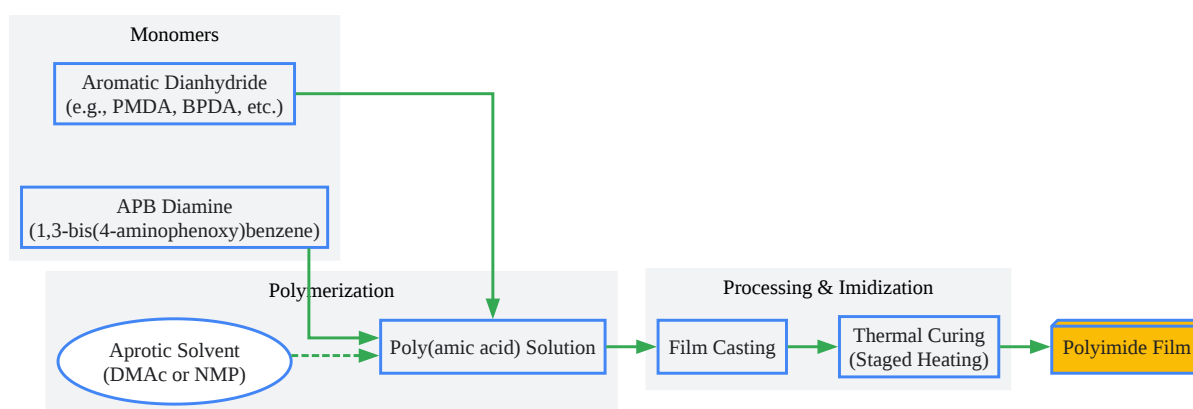 Monomers
Aromatic Dianhydride
(e.g., PMDA, BPDA, etc.)
APB Diamine
(1,3-bis(4-aminophenoxy)benzene)
Polymerization
Aprotic Solvent
(DMAc or NMP)
Poly(amic acid) Solution
Processing & Imidization
Film Casting
Thermal Curing
(Staged Heating)
Polyimide Film